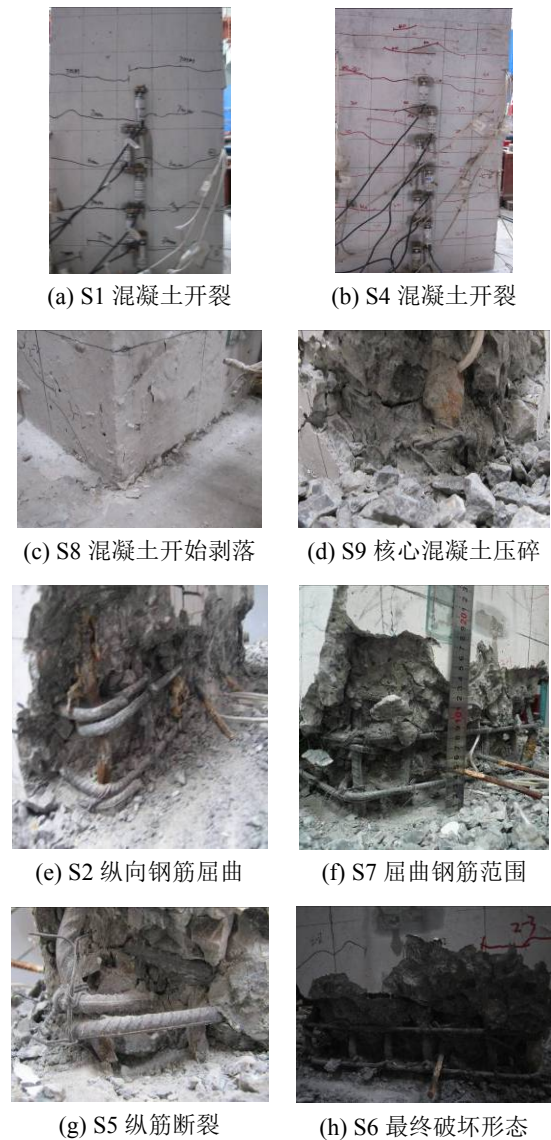 (a) S1 混凝土开裂
(b) S4 混凝土开裂
(c) S8 混凝土开始剥落
(d) S9 核心混凝土压碎
(e) S2 纵向钢筋屈曲
(f) S7 屈曲钢筋范围
(g) S5 纵筋断裂
(h) S6 最终破坏形态